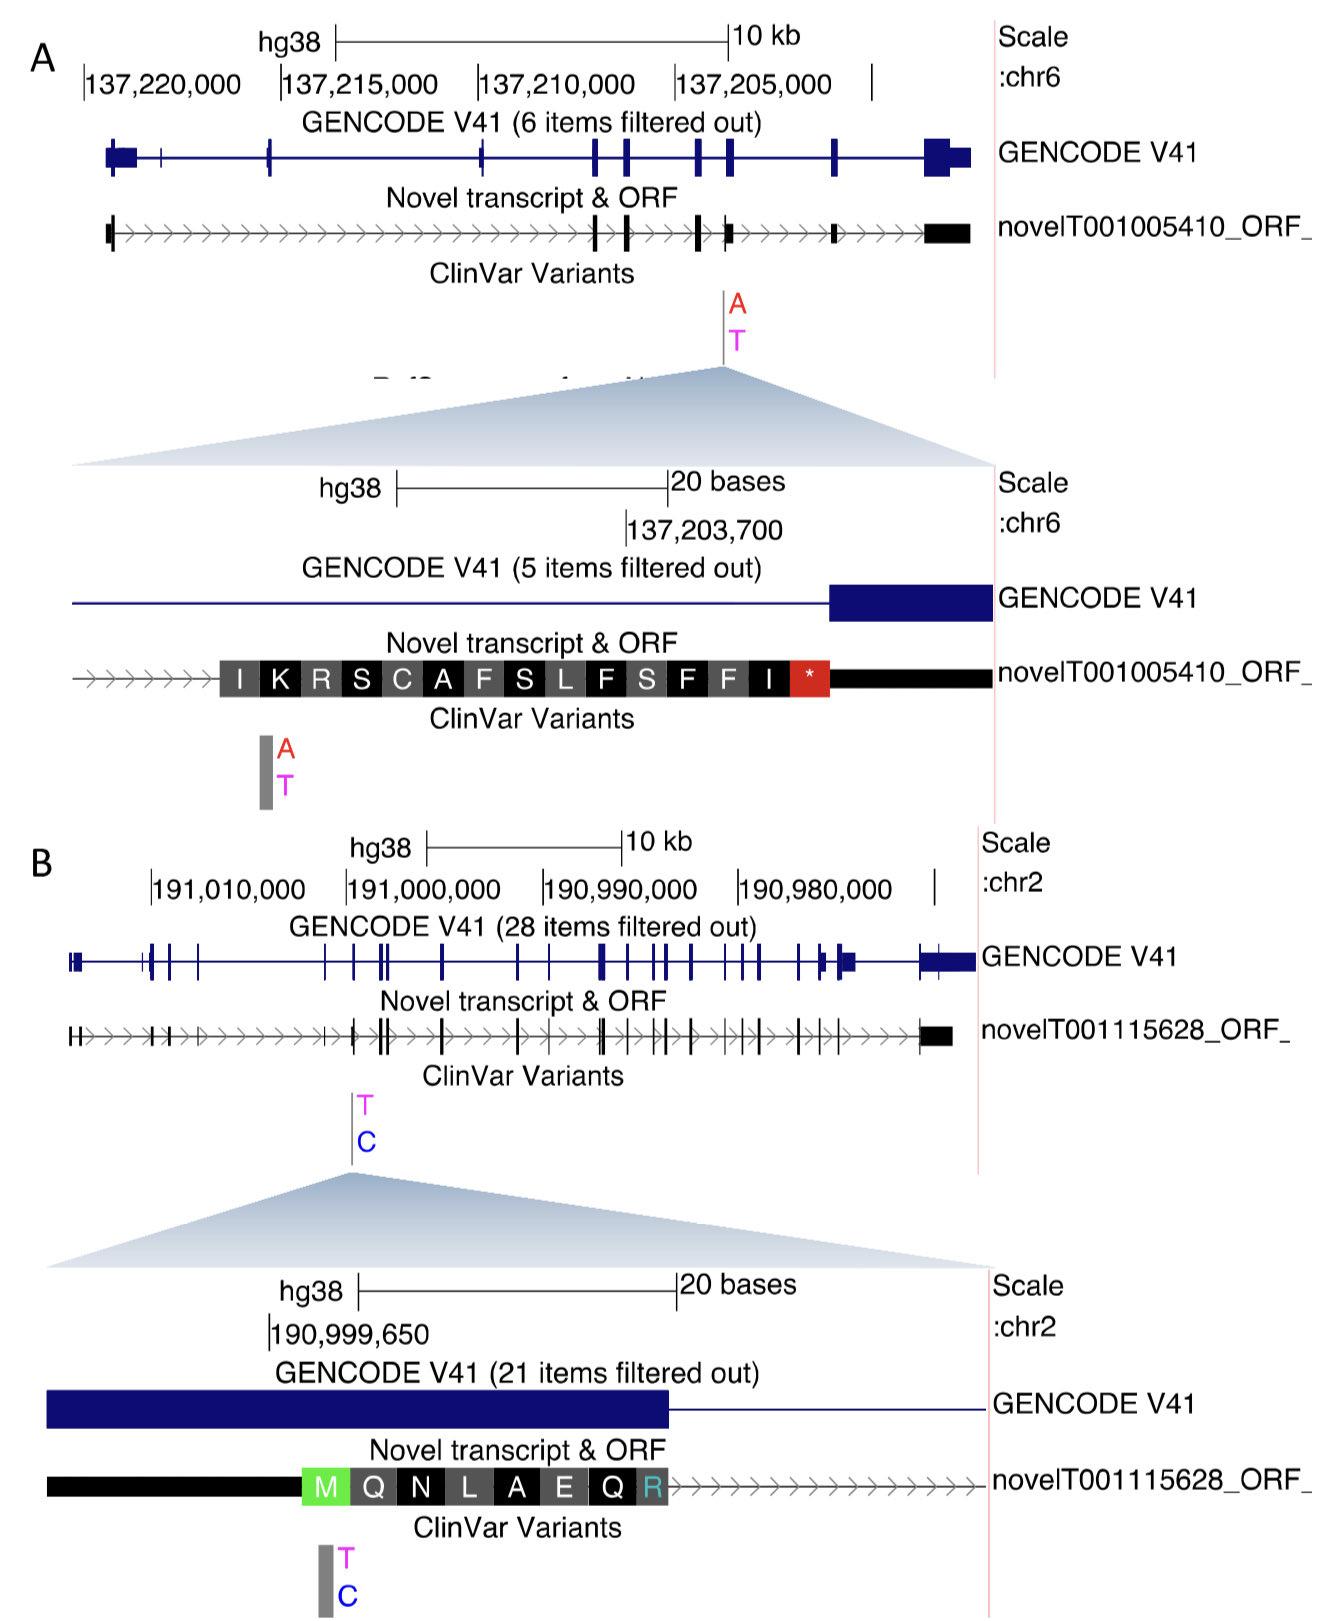 A
hg38 10 kb Scale
137,220,000 137,215,000 137,210,000 137,205,000 :chr6
GENCODE V41 (6 items filtered out)
GENCODE V41
Novel transcript & ORF
novelT001005410_ORF_
ClinVar Variants
A
T
hg38 20 bases Scale
137,203,700 :chr6
GENCODE V41 (5 items filtered out)
GENCODE V41
Novel transcript & ORF
I K R S C A F S L F S F F I * novelT001005410_ORF_
ClinVar Variants
A
T
B
hg38 10 kb Scale
191,010,000 191,000,000 190,990,000 190,980,000 :chr2
GENCODE V41 (28 items filtered out)
GENCODE V41
Novel transcript & ORF
novelT001115628_ORF_
ClinVar Variants
T
C
hg38 20 bases Scale
190,999,650 :chr2
GENCODE V41 (21 items filtered out)
GENCODE V41
Novel transcript & ORF
M Q N L A E Q R novelT001115628_ORF_
ClinVar Variants
T
C